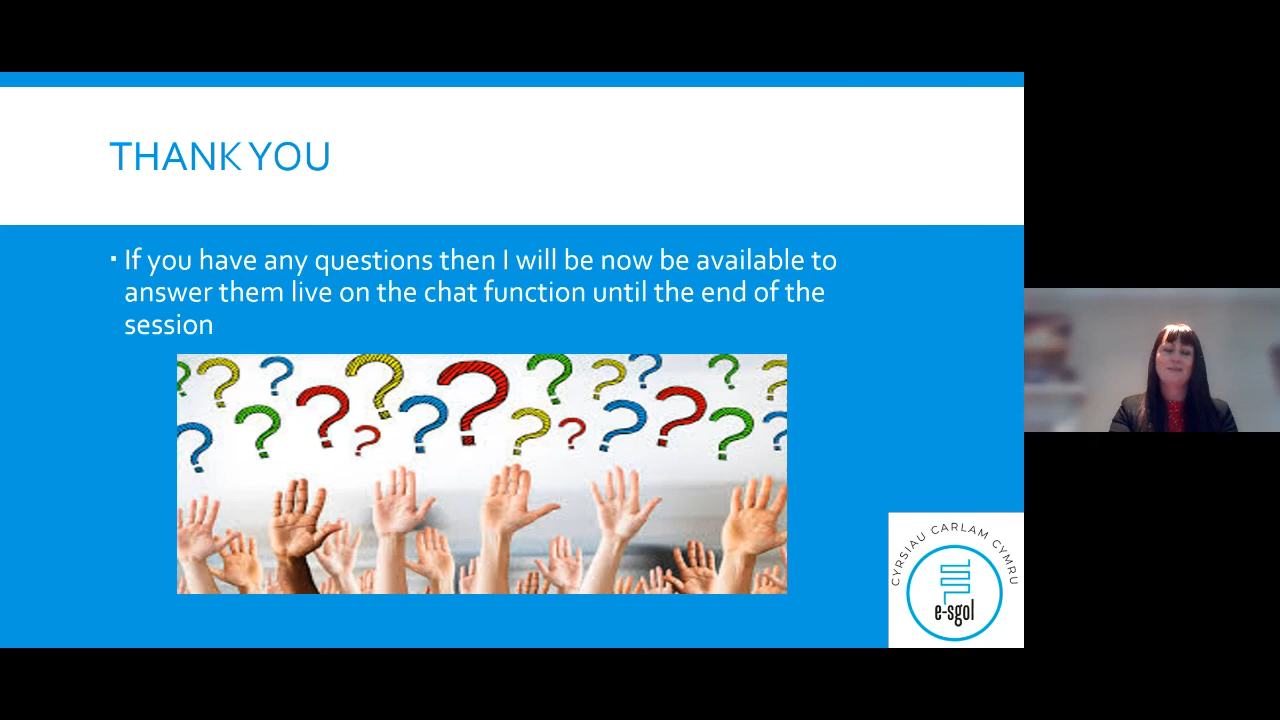 THANK YOU
▪ If you have any questions then I will be now be available to
answer them live on the chat function until the end of the
session
CYRSIAU CARLAM CYMRU
e-sgol